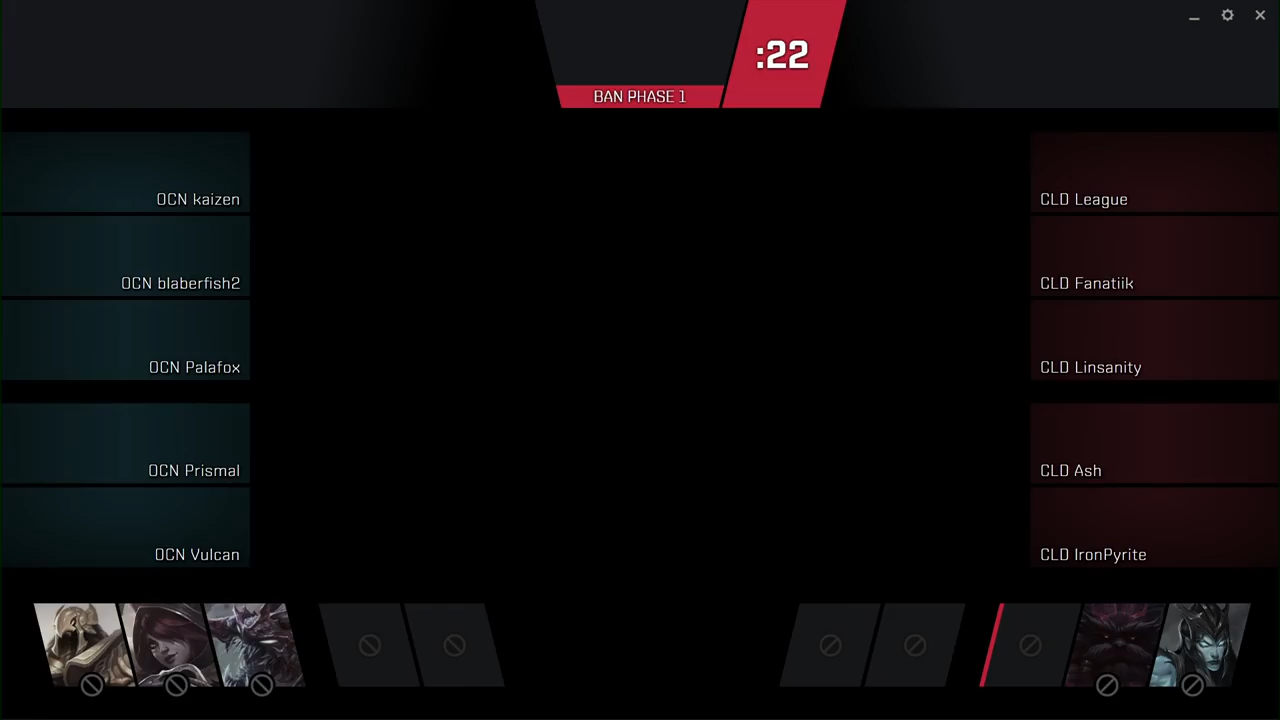 :22
BAN PHASE 1
OCN kaizen
OCN blaberfish2
OCN Palafox
OCN Prismal
OCN Vulcan
CLD League
CLD Fanatiik
CLD Linsanity
CLD Ash
CLD IronPyrite